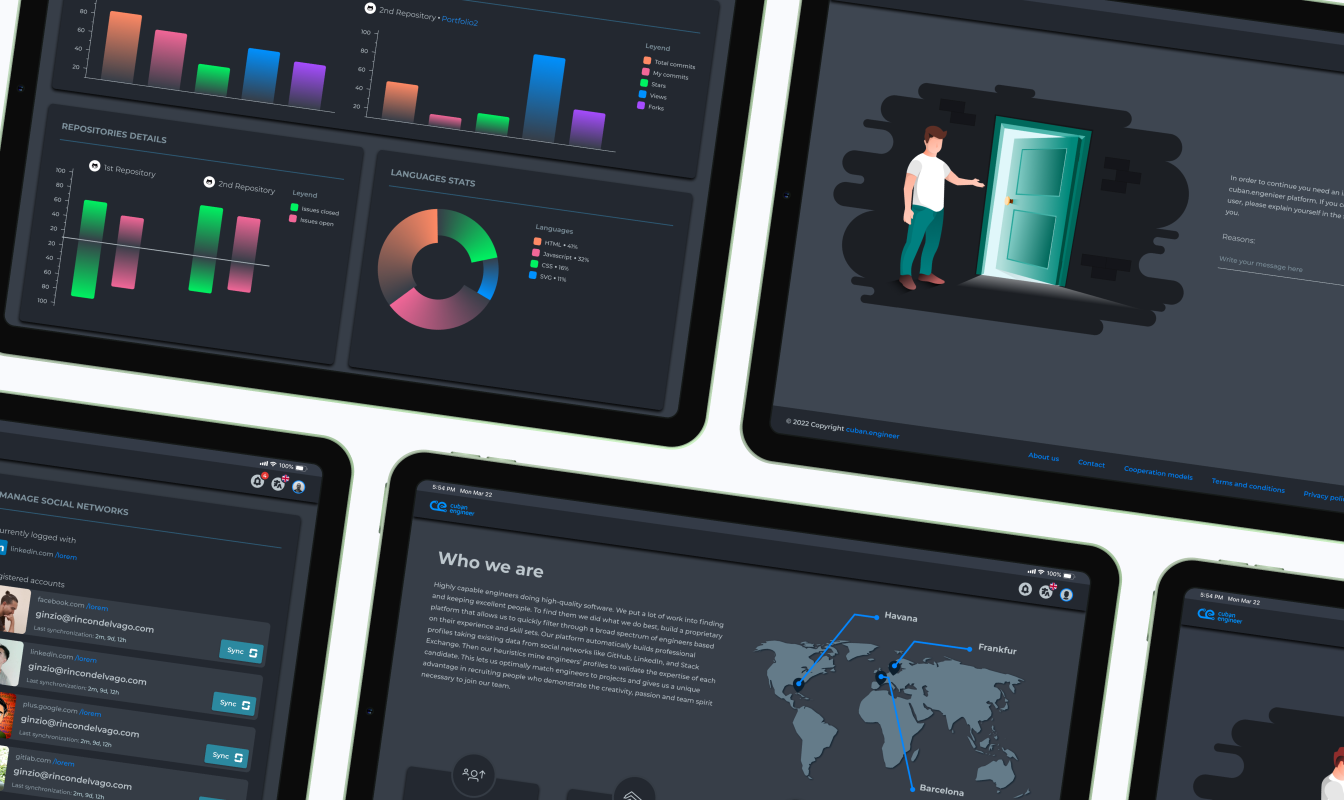 80
60
40
20
2nd Repository • Portfolio2
100
80
60
40
20
Leyend
Total commits
My commits
Stars
Views
Forks
REPOSITORIES DETAILS
1st Repository
2nd Repository
100
80
60
40
20
20
40
60
80
100
Leyend
Issues closed
Issues open
LANGUAGES STATS
Languages
HTML • 41%
Javascript • 32%
CSS • 16%
SVG • 11%
In order to continue you need an
cuban.engenieer platform. If you
user, please explain yourself in the
you.
Reasons:
Write your message here
© 2022 Copyright cuban.engineer
About us
Contact
Cooperation models
Terms and conditions
Privacy
100%
4
MANAGE SOCIAL NETWORKS
logged with
linkedin.com /lorem
accounts
facebook.com /lorem
ginzio@rincondelvago.com
Last synchronization: 2m, 9d, 12h
Sync
linkedin.com /lorem
ginzio@rincondelvago.com
Last synchronization: 2m, 9d, 12h
Sync
plus.google.com /lorem
ginzio@rincondelvago.com
Last synchronization: 2m, 9d, 12h
Sync
gitlab.com /lorem
ginzio@rincondelvago.com
Last synchronization: 2m, 9d, 12h
5:54 PM Mon Mar 22
100%
ce cuban
engineer
Who we are
Highly capable engineers doing high-quality software. We put a lot of work into finding
and keeping excellent people. To find them we did what we do best, build a proprietary
platform that allows us to quickly filter through a broad spectrum of engineers based
on their experience and skill sets. Our platform automatically builds professional
profiles taking existing data from social networks like GitHub, LinkedIn, and Stack
Exchange. Then our heuristics mine engineers' profiles to validate the expertise of each
candidate. This lets us optimally match engineers to projects and gives us a unique
advantage in recruiting people who demonstrate the creativity, passion and team spirit
necessary to join our team.
Havana
Frankfur
Barcelona
5:54 PM Mon Mar 22
ce cuban
engineer